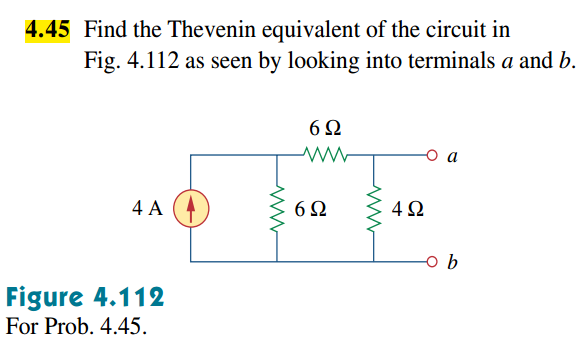 4.45 Find the Thevenin equivalent of the circuit in
Fig. 4.112 as seen by looking into terminals a and b.
6 Ω
a
4 A
6 Ω
4 Ω
b
Figure 4.112
For Prob. 4.45.